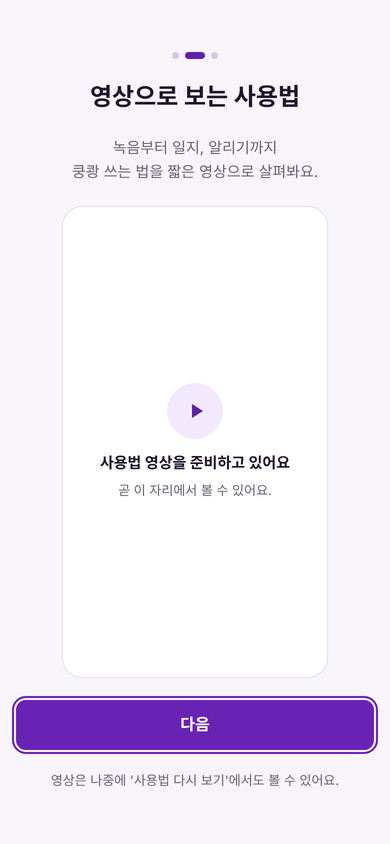 영상으로 보는 사용법
녹음부터 일지, 알리기까지
쿵쾅 쓰는 법을 짧은 영상으로 살펴봐요.
사용법 영상을 준비하고 있어요
곧 이 자리에서 볼 수 있어요.
다음
영상은 나중에 '사용법 다시 보기'에서도 볼 수 있어요.